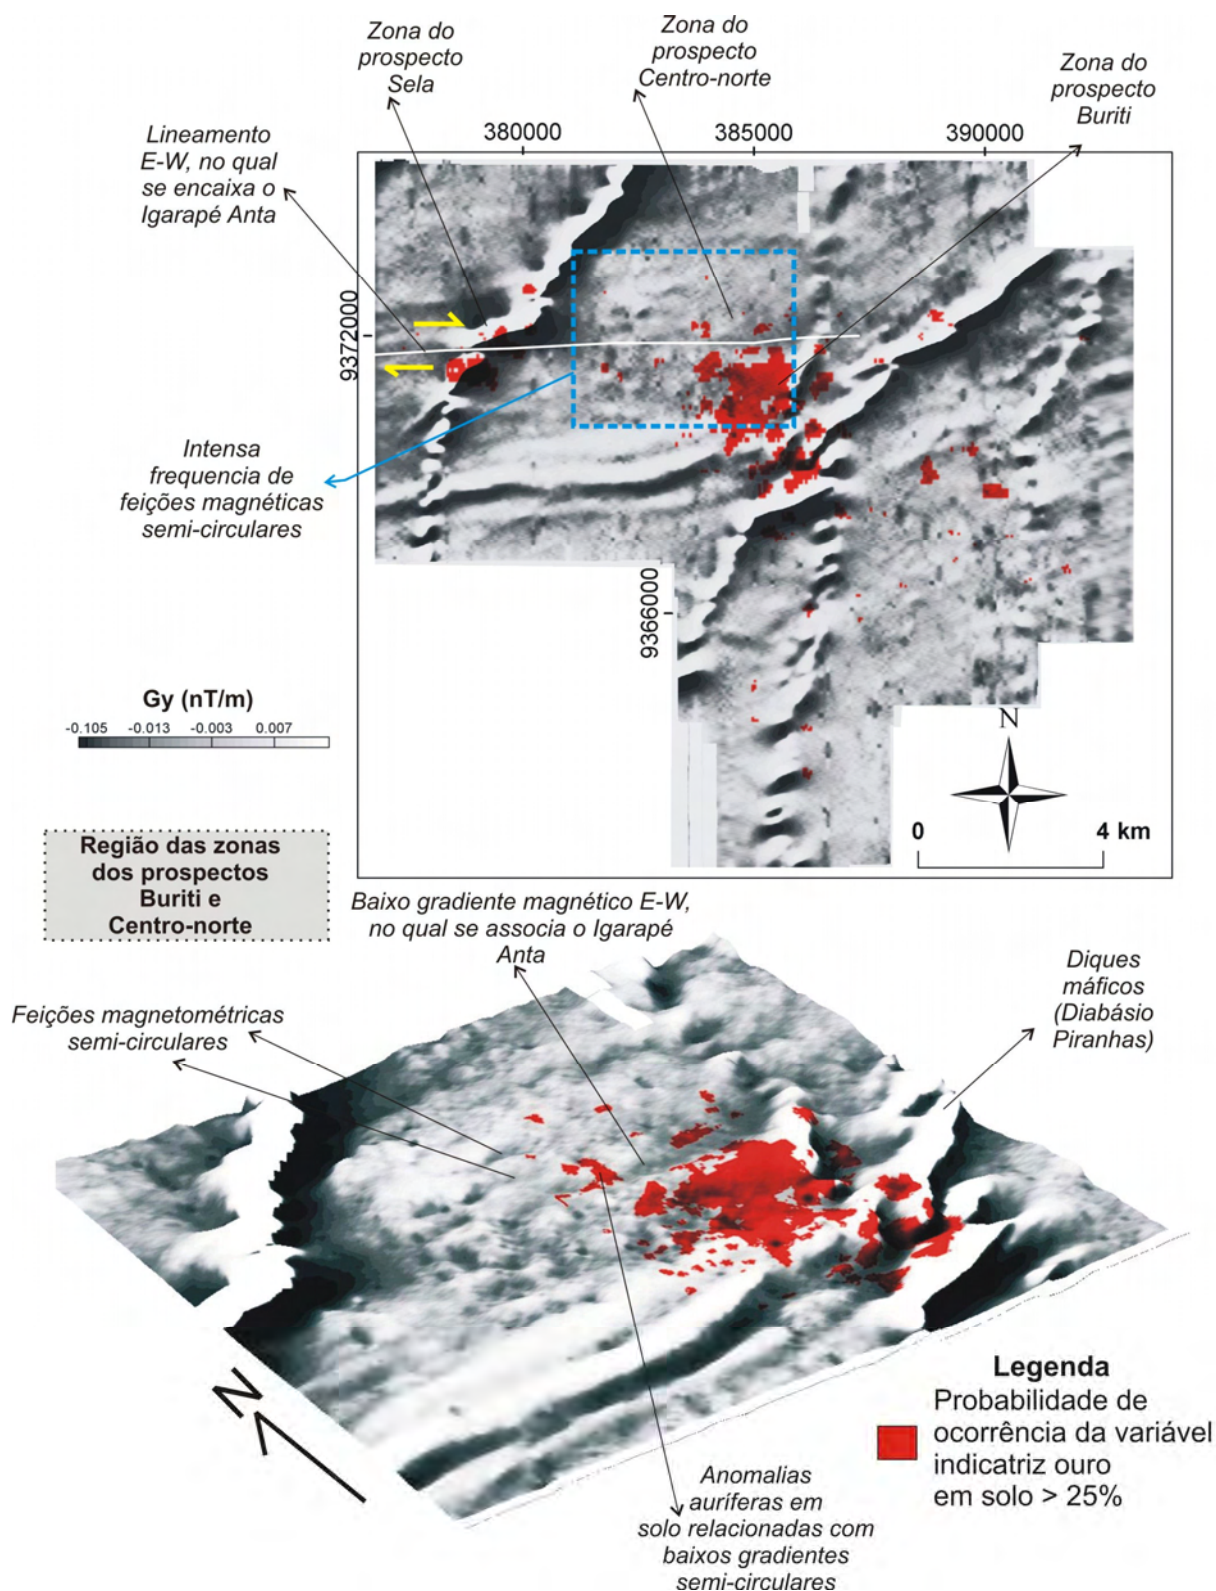 Zona do
prospecto
Sela
Zona do
prospecto
Centro-norte
Zona do
prospecto
Buriti
Lineamento
E-W, no qual
se encaixa o
Igarapé Anta
380000
385000
390000
9372000
9366000
Intensa
frequencia de
feições magnéticas
semi-circulares
Gy (nT/m)
-0.105 -0.013 -0.003 0.007
N
0 4 km
Região das zonas
dos prospectos
Buriti e
Centro-norte
Baixo gradiente magnético E-W,
no qual se associa o Igarapé
Anta
Diques
máficos
(Diabásio
Piranhas)
Feições magnetométricas
semi-circulares
N
Legenda
Probabilidade de
ocorrência da variável
indicatriz ouro
em solo > 25%
Anomalias
auríferas em
solo relacionadas com
baixos gradientes
semi-circulares